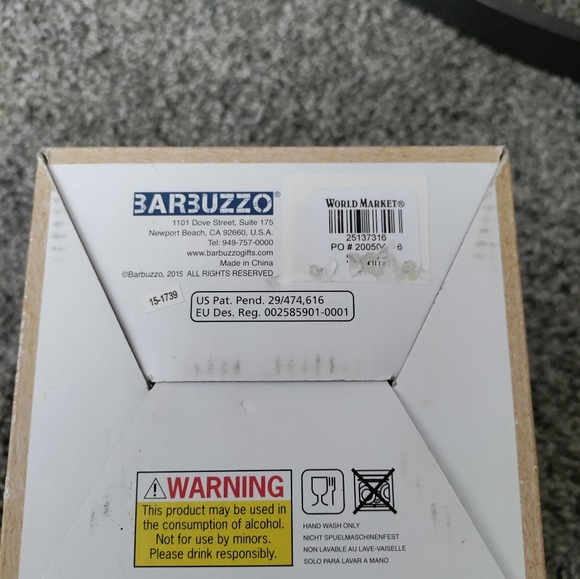 BARBUZZO®
1101 Dove Street, Suite 175
Newport Beach, CA 92660, U.S.A.
Tel: 949-757-0000
www.barbuzzogifts.com
Made in China
©Barbuzzo, 2015 ALL RIGHTS RESERVED
WORLD MARKET®
25137316
PO #
15-1739
US Pat. Pend. 29/474,616
EU Des. Reg. 002585901-0001
WARNING
This product may be used in
the consumption of alcohol.
Not for use by minors.
Please drink responsibly.
HAND WASH ONLY
NICHT SPUELMASCHINENFEST
NON LAVABLE AU LAVE-VAISELLE
SOLO PARA LAVAR A MANO